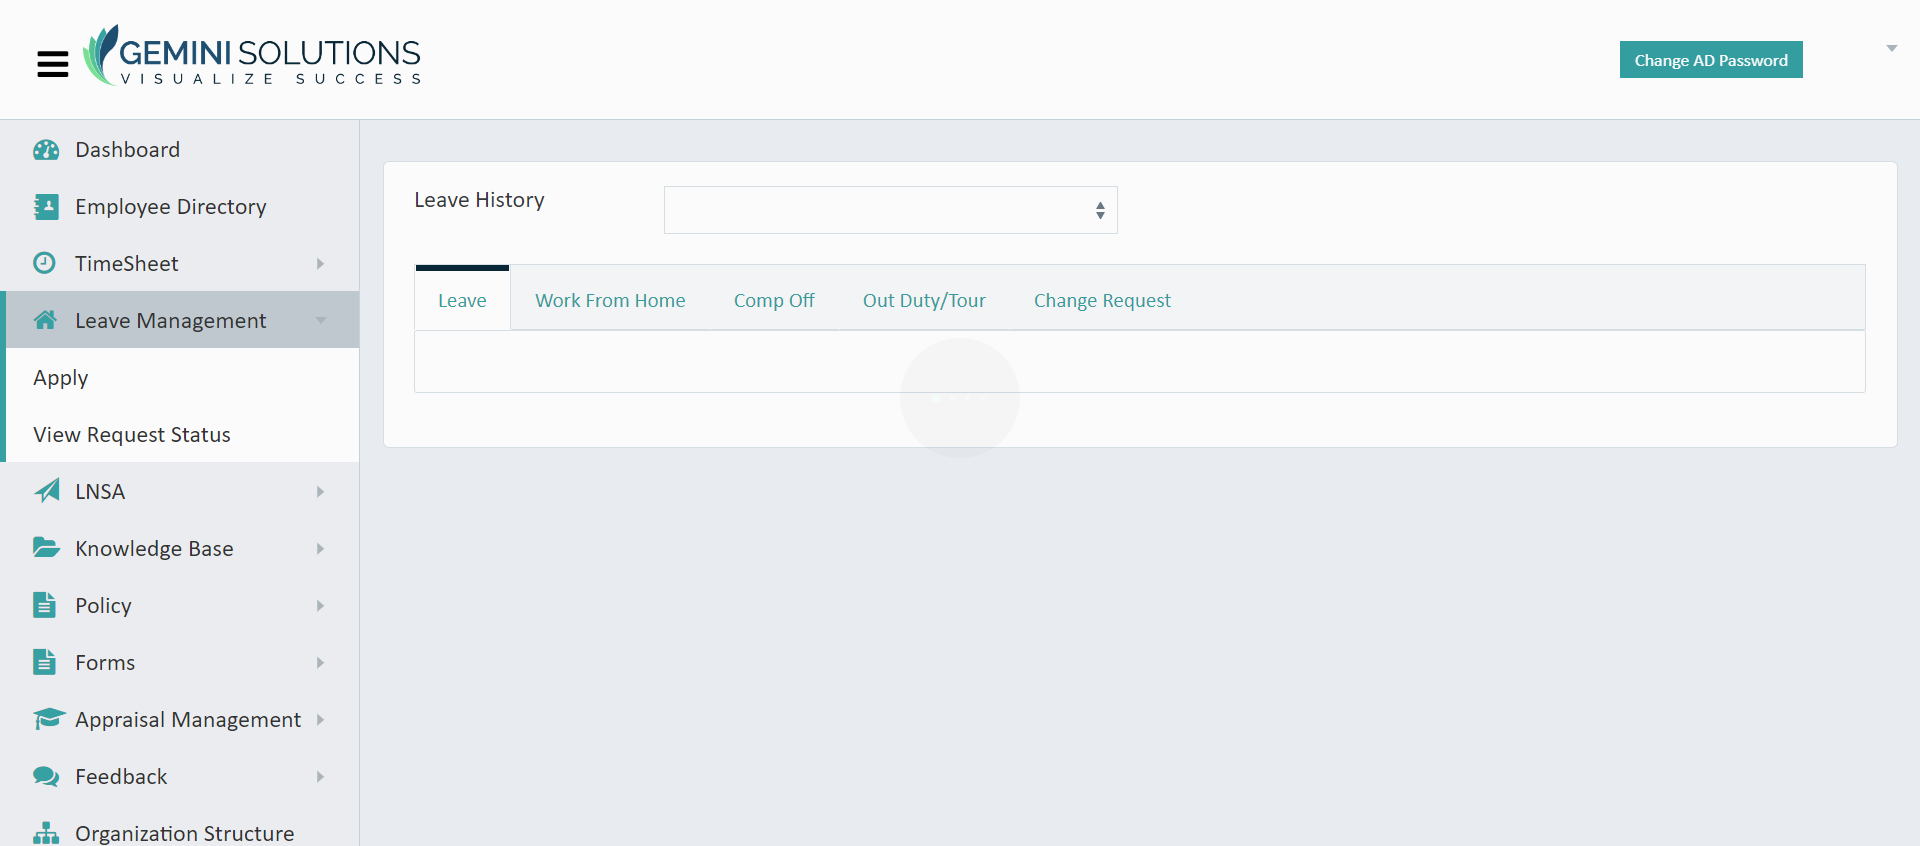 GEMINI SOLUTIONS
VISUALIZE SUCCESS
Change AD Password
Dashboard
Employee Directory
TimeSheet
Leave Management
Apply
View Request Status
LNSA
Knowledge Base
Policy
Forms
Appraisal Management
Feedback
Organization Structure
Leave History
Leave
Work From Home
Comp Off
Out Duty/Tour
Change Request